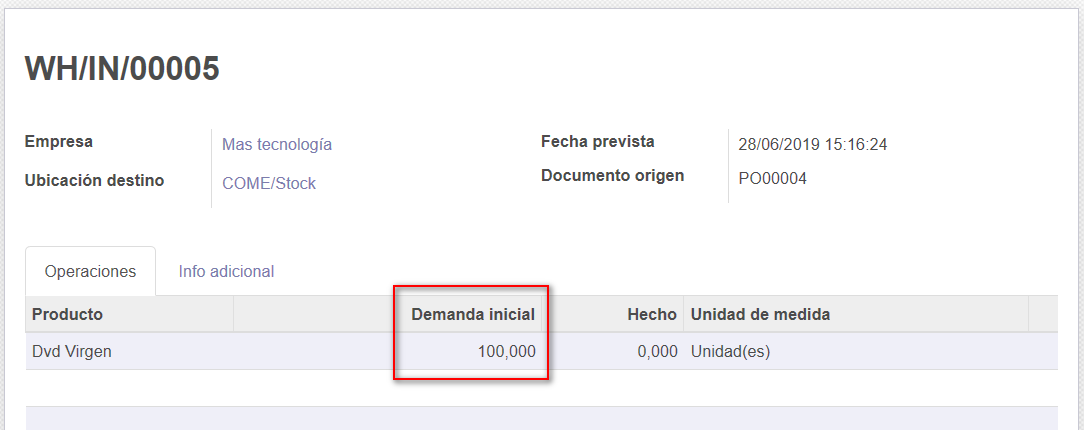 WH/IN/00005
Empresa Mas tecnología Fecha prevista 28/06/2019 15:16:24
Ubicación destino COME/Stock Documento origen PO00004
Operaciones Info adicional
Producto Demanda inicial Hecho Unidad de medida
Dvd Virgen 100,000 0,000 Unidad(es)